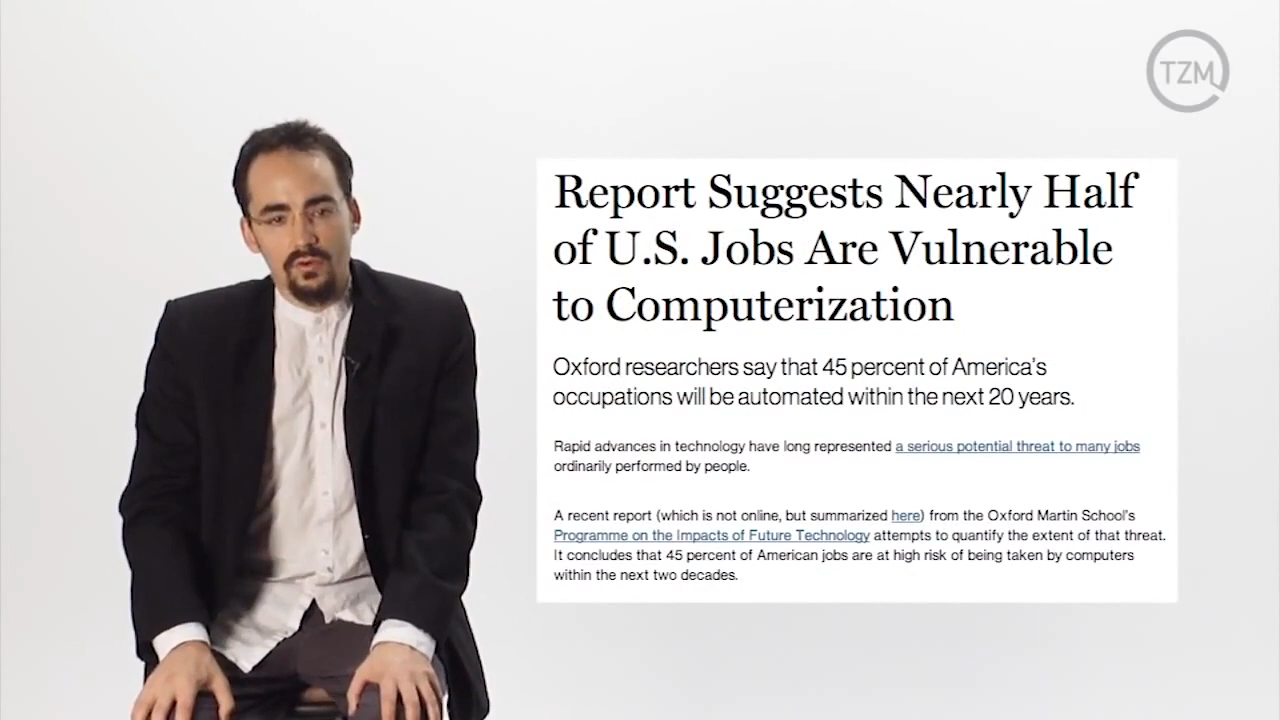 TZM
Report Suggests Nearly Half
of U.S. Jobs Are Vulnerable
to Computerization
Oxford researchers say that 45 percent of America's
occupations will be automated within the next 20 years.
Rapid advances in technology have long represented a serious potential threat to many jobs
ordinarily performed by people.
A recent report (which is not online, but summarized here) from the Oxford Martin School's
Programme on the Impacts of Future Technology attempts to quantify the extent of that threat.
It concludes that 45 percent of American jobs are at high risk of being taken by computers
within the next two decades.